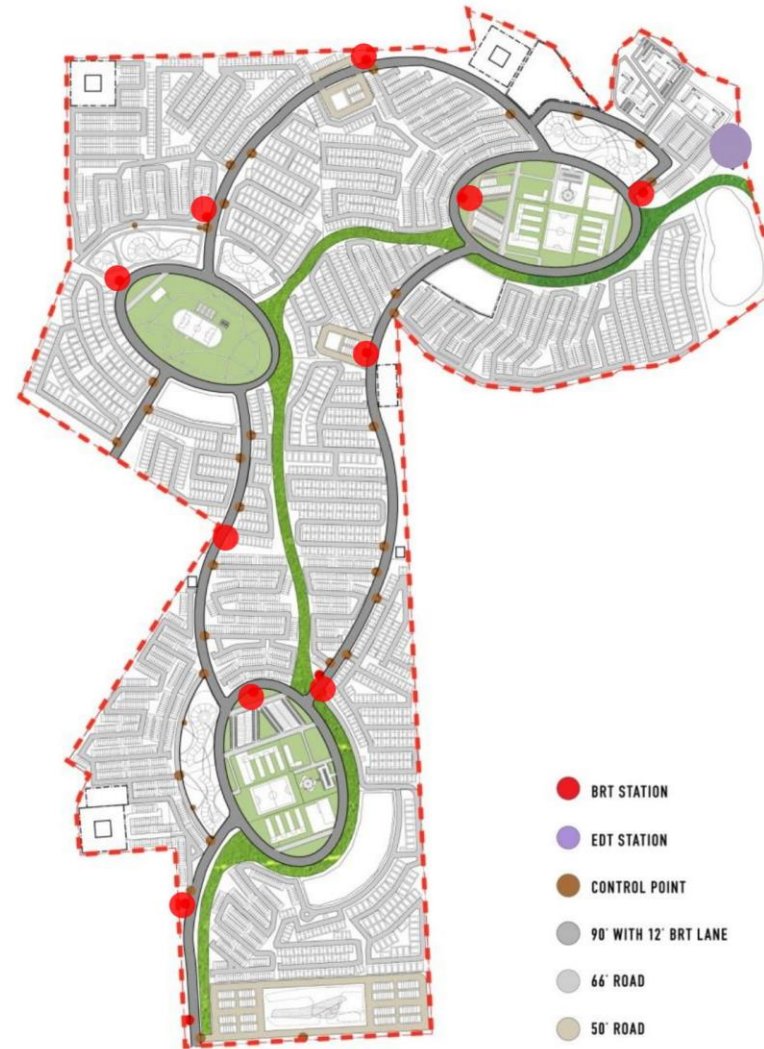 BRT STATION
EDT STATION
CONTROL POINT
90' WITH 12' BRT LANE
66' ROAD
50' ROAD